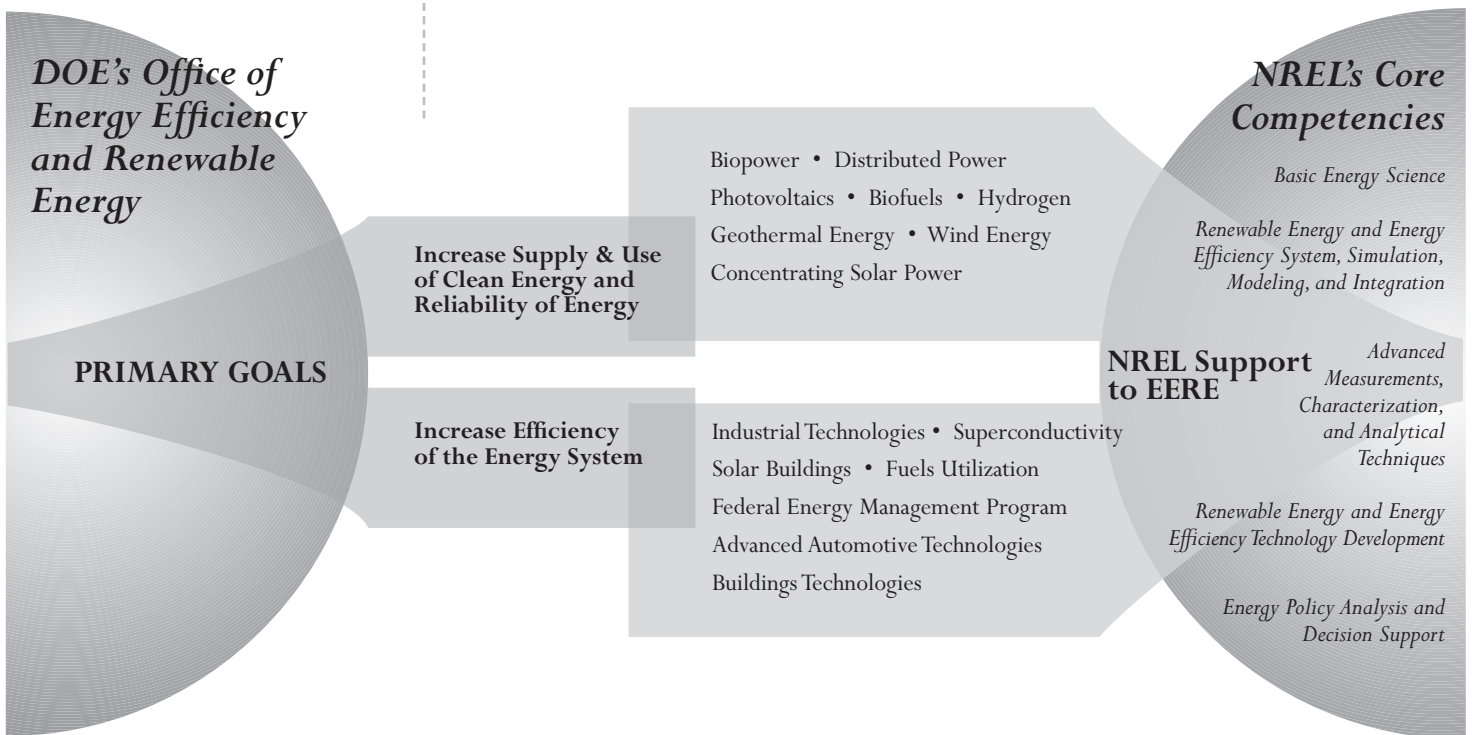 DOE's Office of
Energy Efficiency
and Renewable
Energy
PRIMARY GOALS
Increase Supply & Use
of Clean Energy and
Reliability of Energy
Increase Efficiency
of the Energy System
Biopower • Distributed Power
Photovoltaics • Biofuels • Hydrogen
Geothermal Energy • Wind Energy
Concentrating Solar Power
Industrial Technologies • Superconductivity
Solar Buildings • Fuels Utilization
Federal Energy Management Program
Advanced Automotive Technologies
Buildings Technologies
NREL Support
to EERE
NREL's Core
Competencies
Basic Energy Science
Renewable Energy and Energy
Efficiency System, Simulation,
Modeling, and Integration
Advanced
Measurements,
Characterization,
and Analytical
Techniques
Renewable Energy and Energy
Efficiency Technology Development
Energy Policy Analysis and
Decision Support